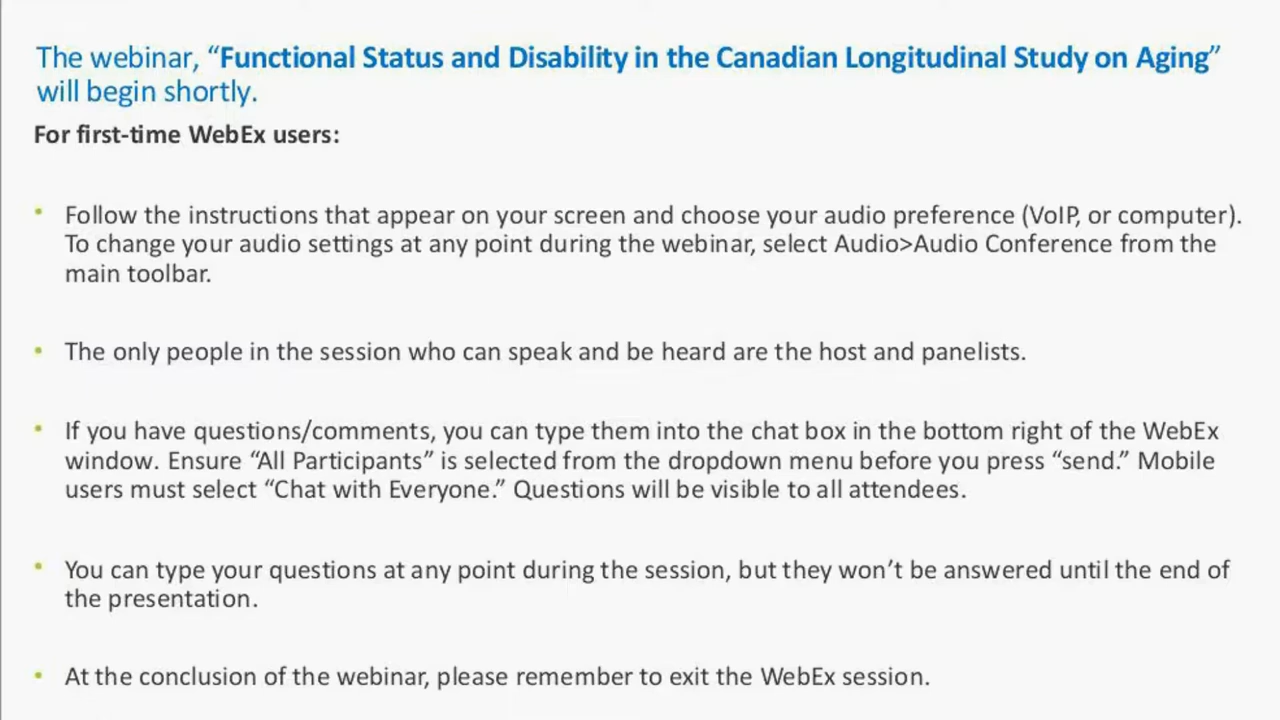 The webinar, “Functional Status and Disability in the Canadian Longitudinal Study on Aging”
will begin shortly.
For first-time WebEx users:
• Follow the instructions that appear on your screen and choose your audio preference (VoIP, or computer).
To change your audio settings at any point during the webinar, select Audio>Audio Conference from the
main toolbar.
• The only people in the session who can speak and be heard are the host and panelists.
• If you have questions/comments, you can type them into the chat box in the bottom right of the WebEx
window. Ensure “All Participants” is selected from the dropdown menu before you press “send.” Mobile
users must select “Chat with Everyone.” Questions will be visible to all attendees.
• You can type your questions at any point during the session, but they won’t be answered until the end of
the presentation.
• At the conclusion of the webinar, please remember to exit the WebEx session.